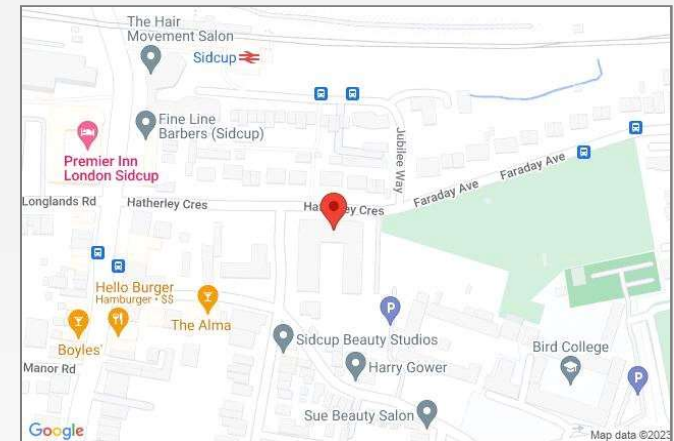 The Hair
Movement Salon
Sidcup
Fine Line
Barbers (Sidcup)
Premier Inn
London Sidcup
Jubilee Way
Faraday Ave
Faraday Ave
Longlands Rd
Hatherley Cres
Hatherley Cres
Hello Burger
Hamburger • $$
The Alma
P
Boyles'
Sidcup Beauty Studios
Bird College
Manor Rd
Harry Gower
P
Sue Beauty Salon
Google
Map data ©2023